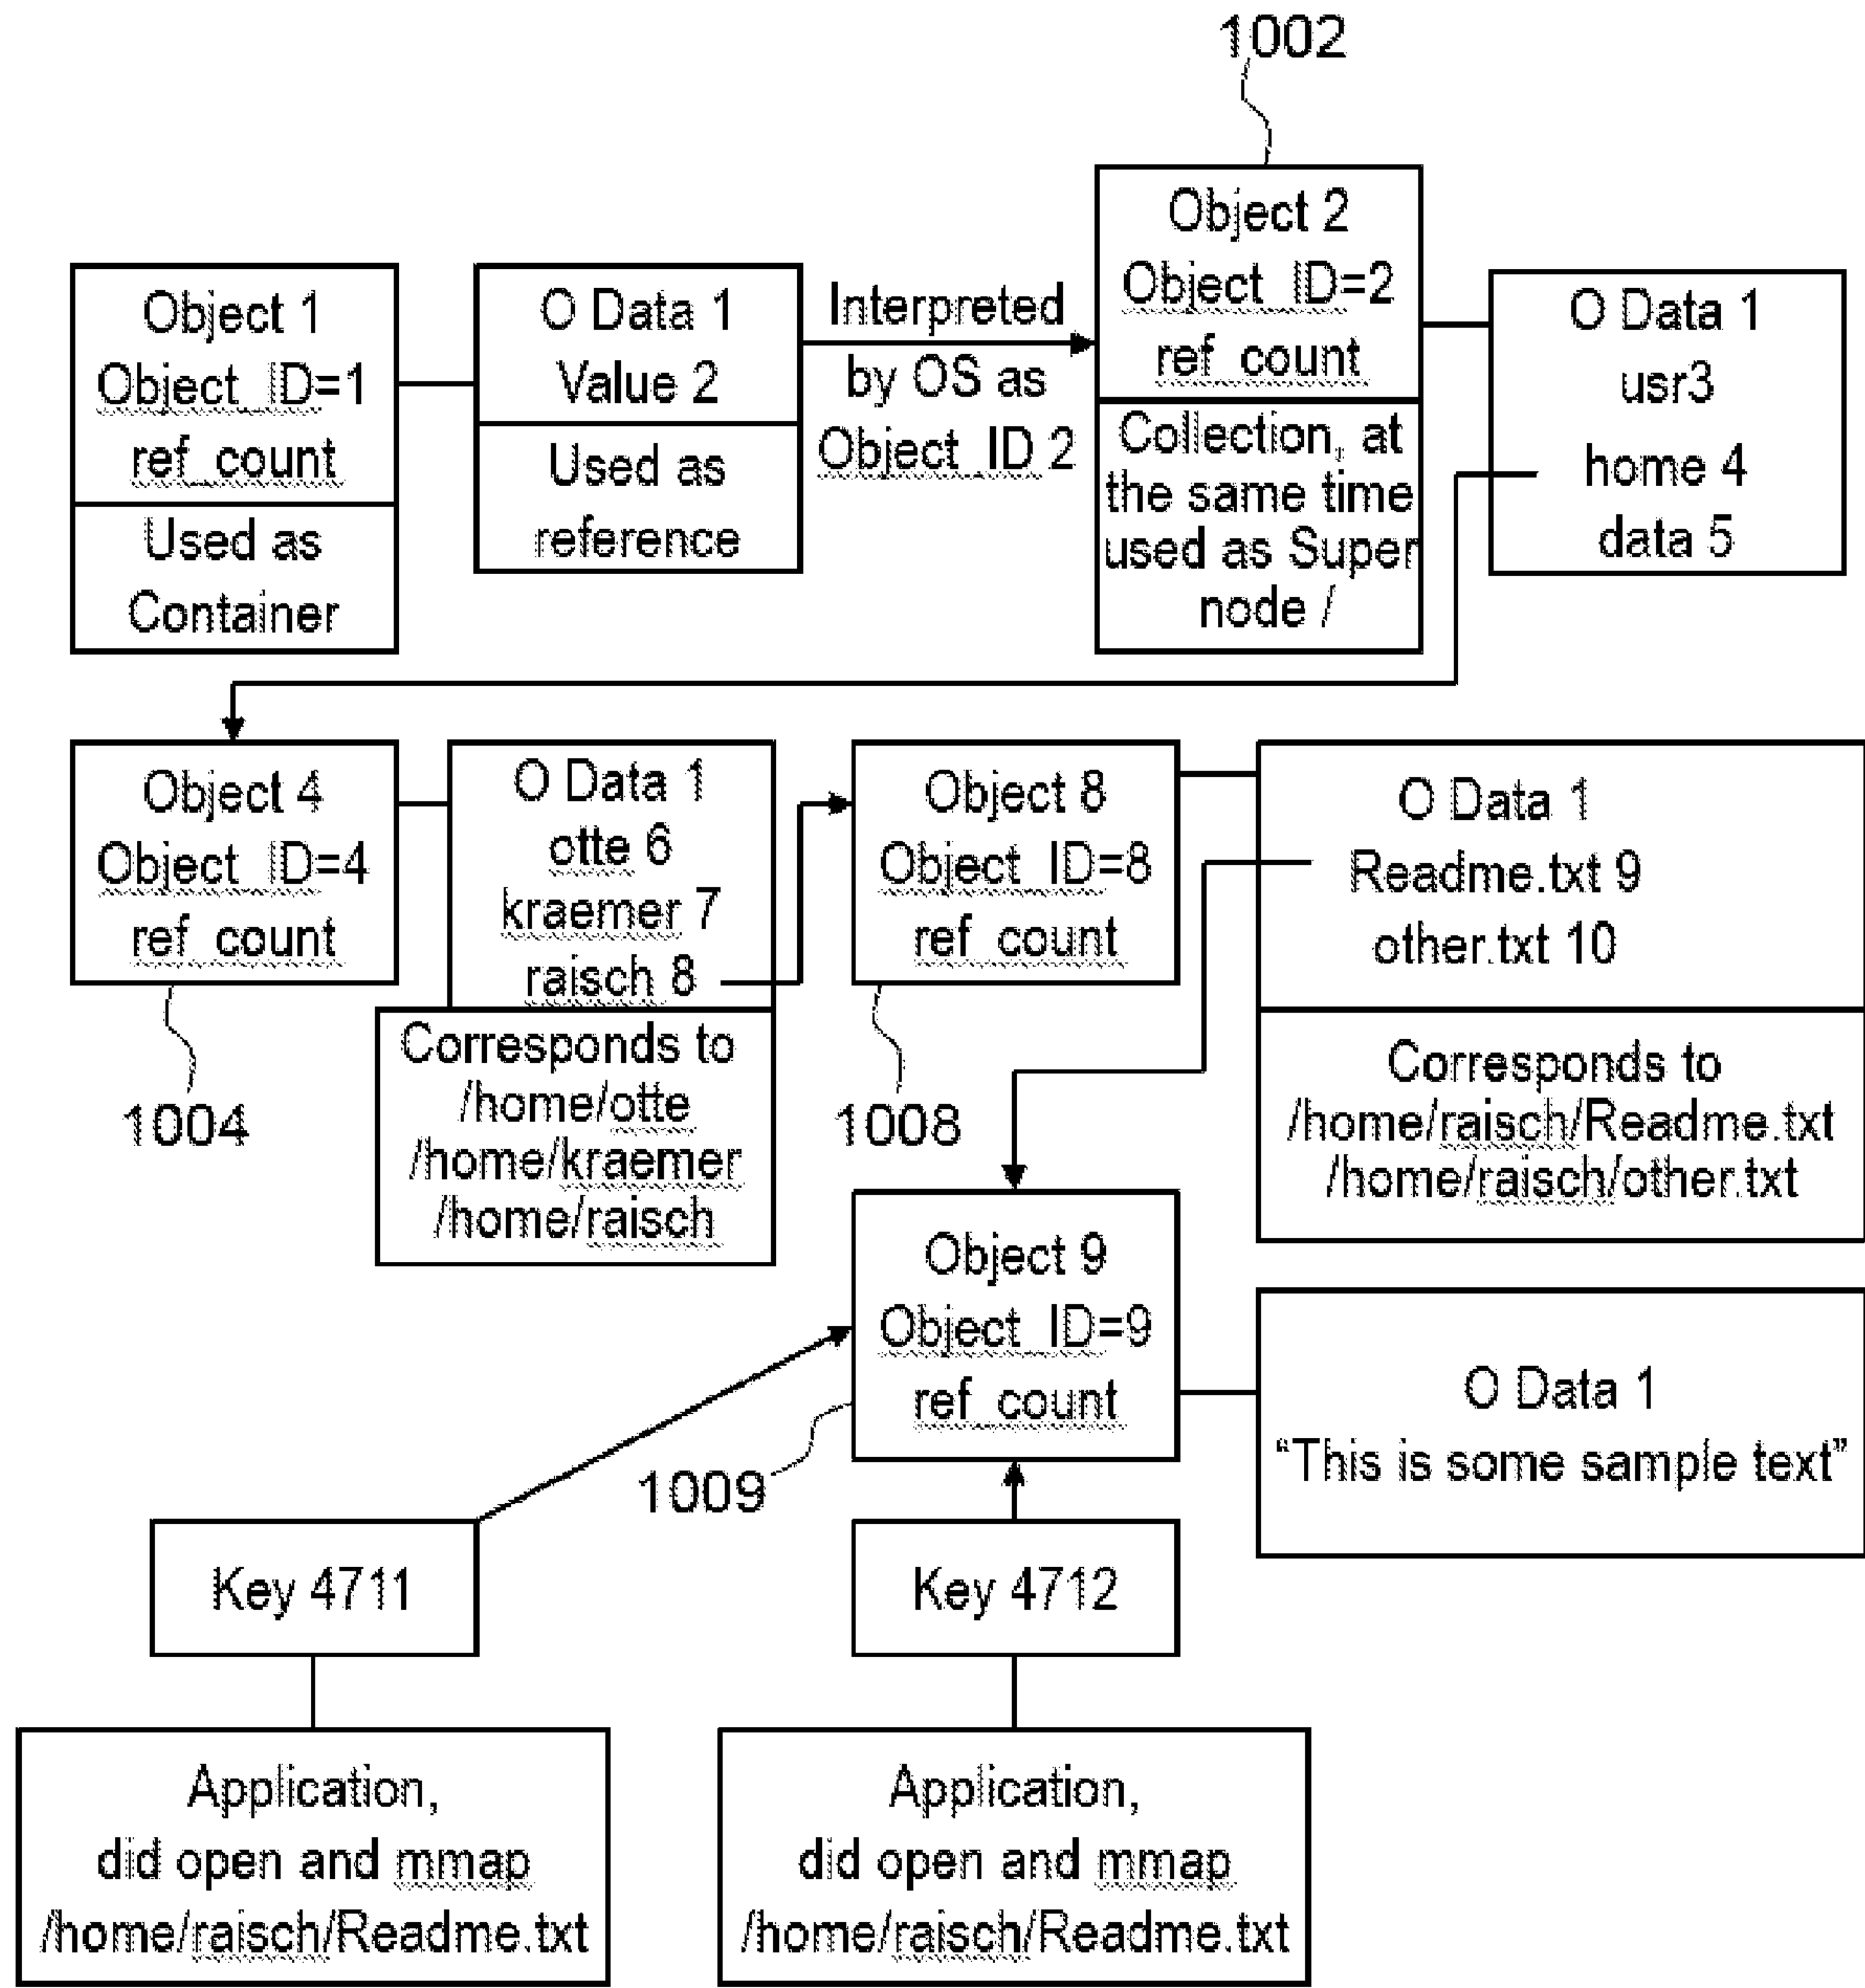 1002
Object 1
Object_ID=1
ref_count
Used as
Container
O Data 1
Value 2
Used as
reference
Interpreted
by OS as
Object_ID 2
Object 2
Object_ID=2
ref_count
Collection, at
the same time
used as Super
node /
O Data 1
usr3
home 4
data 5
Object 4
Object_ID=4
ref_count
1004
O Data 1
otte 6
kraemer 7
raisch 8
Corresponds to
/home/otte
/home/kraemer
/home/raisch
Object 8
Object_ID=8
ref_count
1008
O Data 1
Readme.txt 9
other.txt 10
Corresponds to
/home/raisch/Readme.txt
/home/raisch/other.txt
Object 9
Object_ID=9
ref_count
1009
O Data 1
“This is some sample text”
Key 4711
Key 4712
Application,
did open and mmap
/home/raisch/Readme.txt
Application,
did open and mmap
/home/raisch/Readme.txt